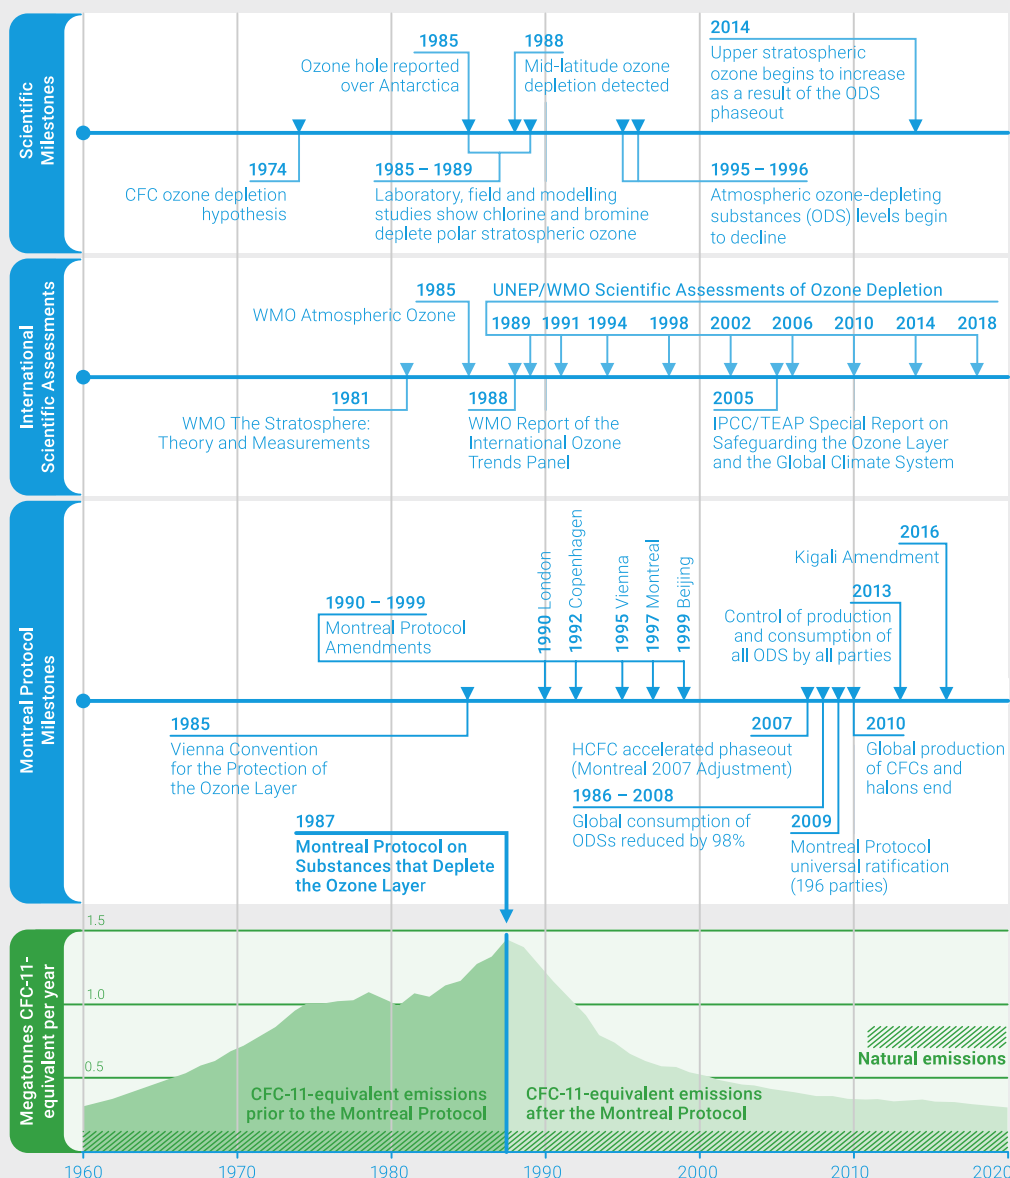 Scientific
Milestones
1985
Ozone hole reported
over Antarctica
1988
Mid-latitude ozone
depletion detected
2014
Upper stratospheric
ozone begins to increase
as a result of the ODS
phaseout
1974
CFC ozone depletion
hypothesis
1985 – 1989
Laboratory, field and modelling
studies show chlorine and bromine
deplete polar stratospheric ozone
1995 – 1996
Atmospheric ozone-depleting
substances (ODS) levels begin
to decline
International
Scientific Assessments
1985
WMO Atmospheric Ozone
UNEP/WMO Scientific Assessments of Ozone Depletion
1989 1991 1994 1998 2002 2006 2010 2014 2018
1981
WMO The Stratosphere:
Theory and Measurements
1988
WMO Report of the
International Ozone
Trends Panel
2005
IPCC/TEAP Special Report on
Safeguarding the Ozone Layer
and the Global Climate System
Montreal Protocol
Milestones
1990 – 1999
Montreal Protocol
Amendments
1990 London
1992 Copenhagen
1995 Vienna
1997 Montreal
1999 Beijing
2016
Kigali Amendment
2013
Control of production
and consumption of
all ODS by all parties
1985
Vienna Convention
for the Protection of
the Ozone Layer
2007
HCFC accelerated phaseout
(Montreal 2007 Adjustment)
2010
Global production
of CFCs and
halons end
1986 – 2008
Global consumption of
ODSs reduced by 98%
2009
Montreal Protocol
universal ratification
(196 parties)
1987
Montreal Protocol on
Substances that Deplete
the Ozone Layer
Megatonnes CFC-11-
equivalent per year
1.5
1.0
0.5
Natural emissions
CFC-11-equivalent emissions
prior to the Montreal Protocol
CFC-11-equivalent emissions
after the Montreal Protocol
1960 1970 1980 1990 2000 2010 2020